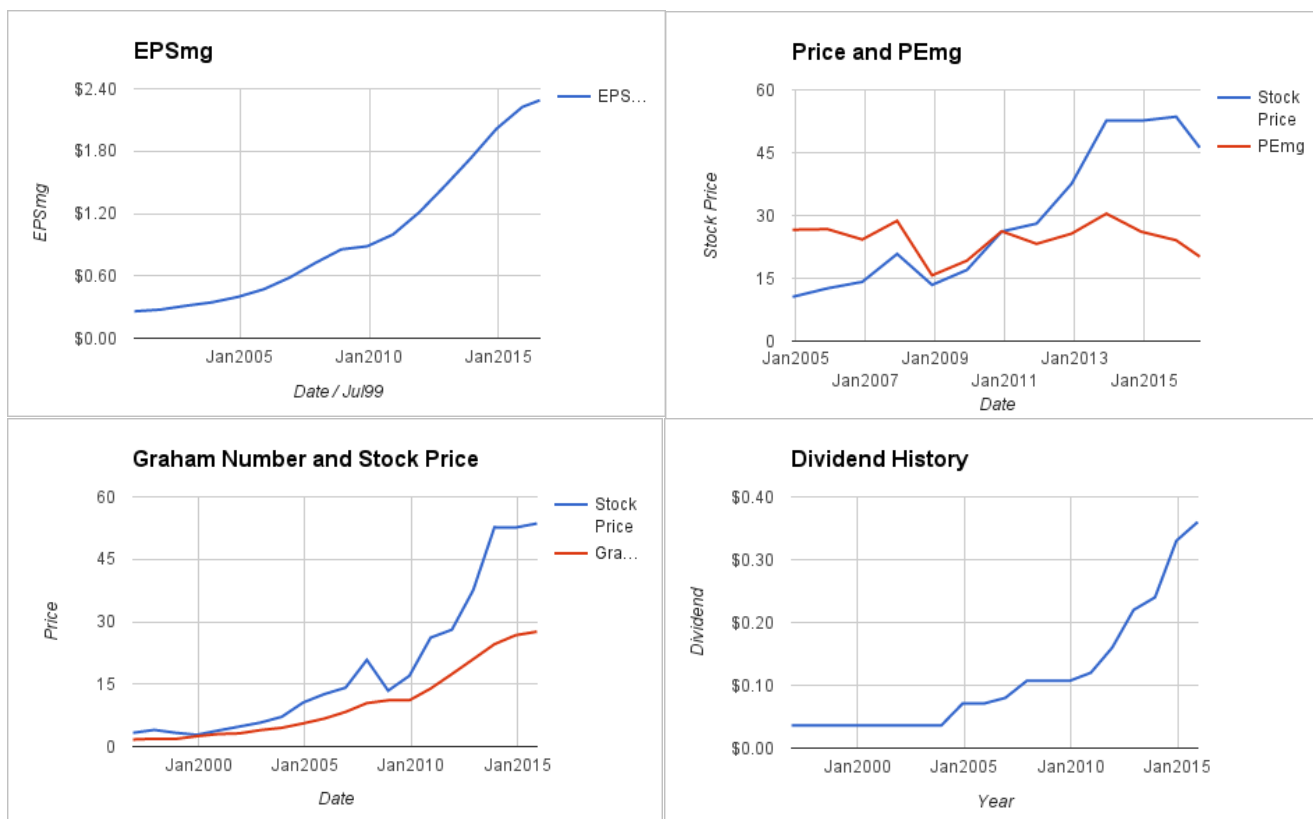 EPSmg
$2.40
$1.80
$1.20
$0.60
$0.00
EPSmg
EPS...
Jan2005
Jan2010
Jan2015
Date / Jul99
Price and PEmg
60
45
30
15
0
Stock Price
Stock
Price
PEmg
Jan2005
Jan2009
Jan2013
Jan2007
Jan2011
Jan2015
Date
Graham Number and Stock Price
60
45
30
15
0
Price
Stock
Price
Gra...
Jan2000
Jan2005
Jan2010
Jan2015
Date
Dividend History
$0.40
$0.30
$0.20
$0.10
$0.00
Dividend
Jan2000
Jan2005
Jan2010
Jan2015
Year